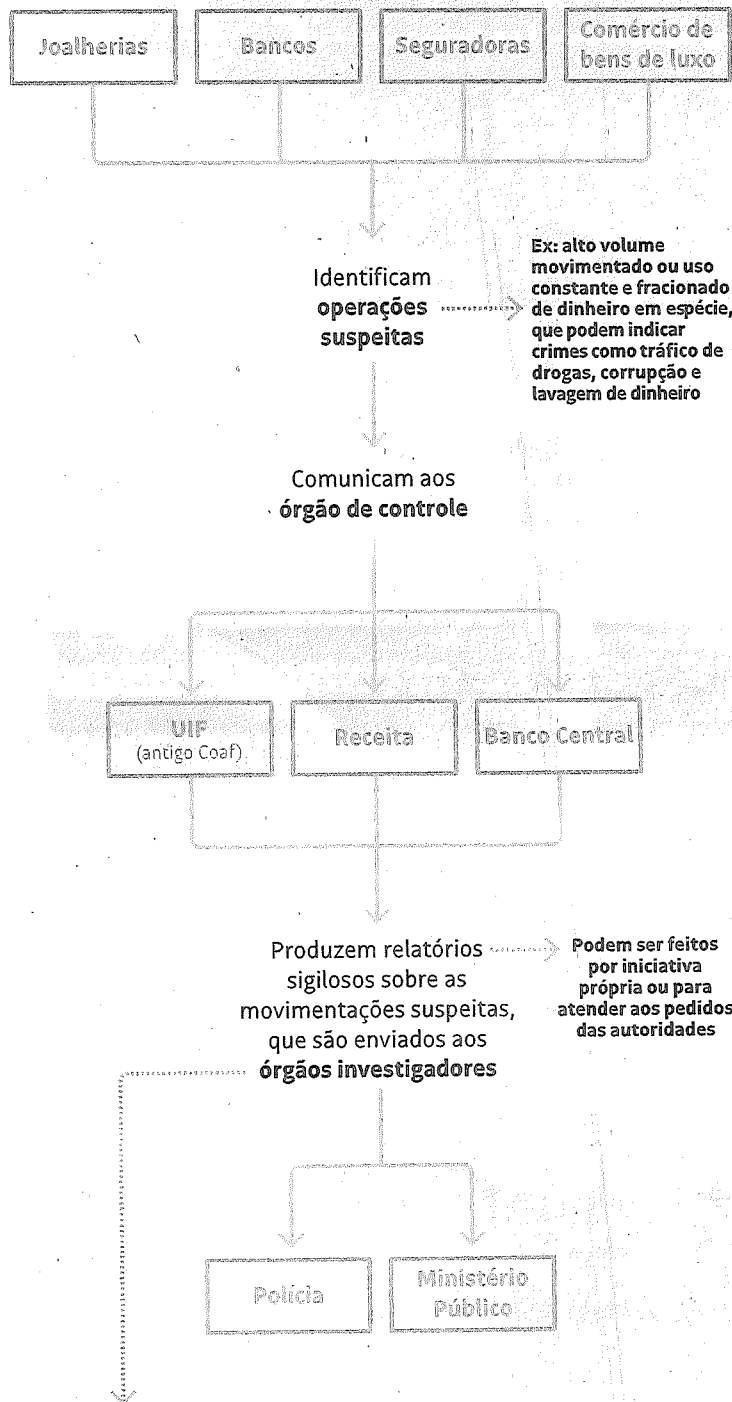 Joalherias
Bancos
Seguradoras
Comércio de
bens de luxo
Identificam
operações
suspeitas
Ex: alto volume
movimentado ou uso
constante e fracionado
de dinheiro em espécie,
que podem indicar
crimes como tráfico de
drogas, corrupção e
lavagem de dinheiro
Comunicam aos
órgão de controle
UIF
(antigo Coaf)
Receita
Banco Central
Produzem relatórios
sigilosos sobre as
movimentações suspeitas,
que são enviados aos
órgãos investigadores
Podem ser feitos
por iniciativa
própria ou para
atender aos pedidos
das autoridades
Polícia
Ministério
Público